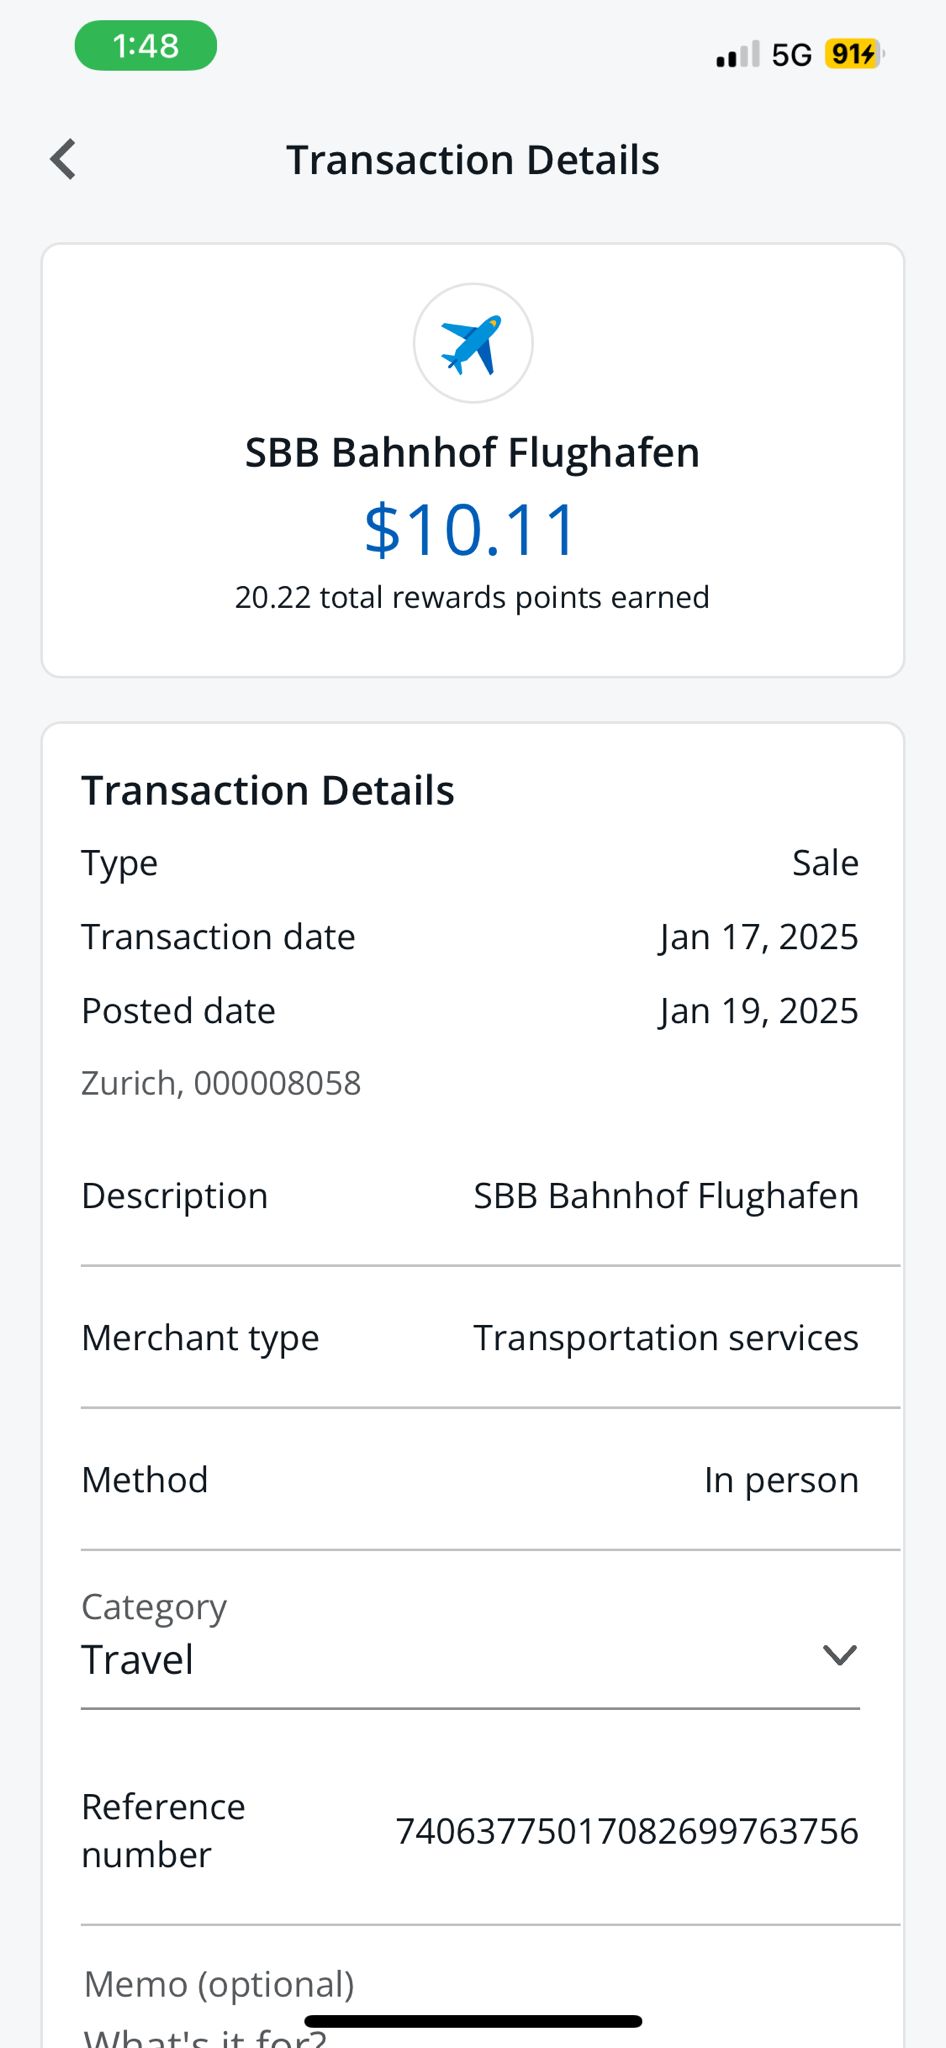 1:48
5G 91
Transaction Details
SBB Bahnhof Flughafen
$10.11
20.22 total rewards points earned
Transaction Details
Type Sale
Transaction date Jan 17, 2025
Posted date Jan 19, 2025
Zurich, 000008058
Description SBB Bahnhof Flughafen
Merchant type Transportation services
Method In person
Category
Travel
Reference number 74063775017082699763756
Memo (optional)
What's it for?